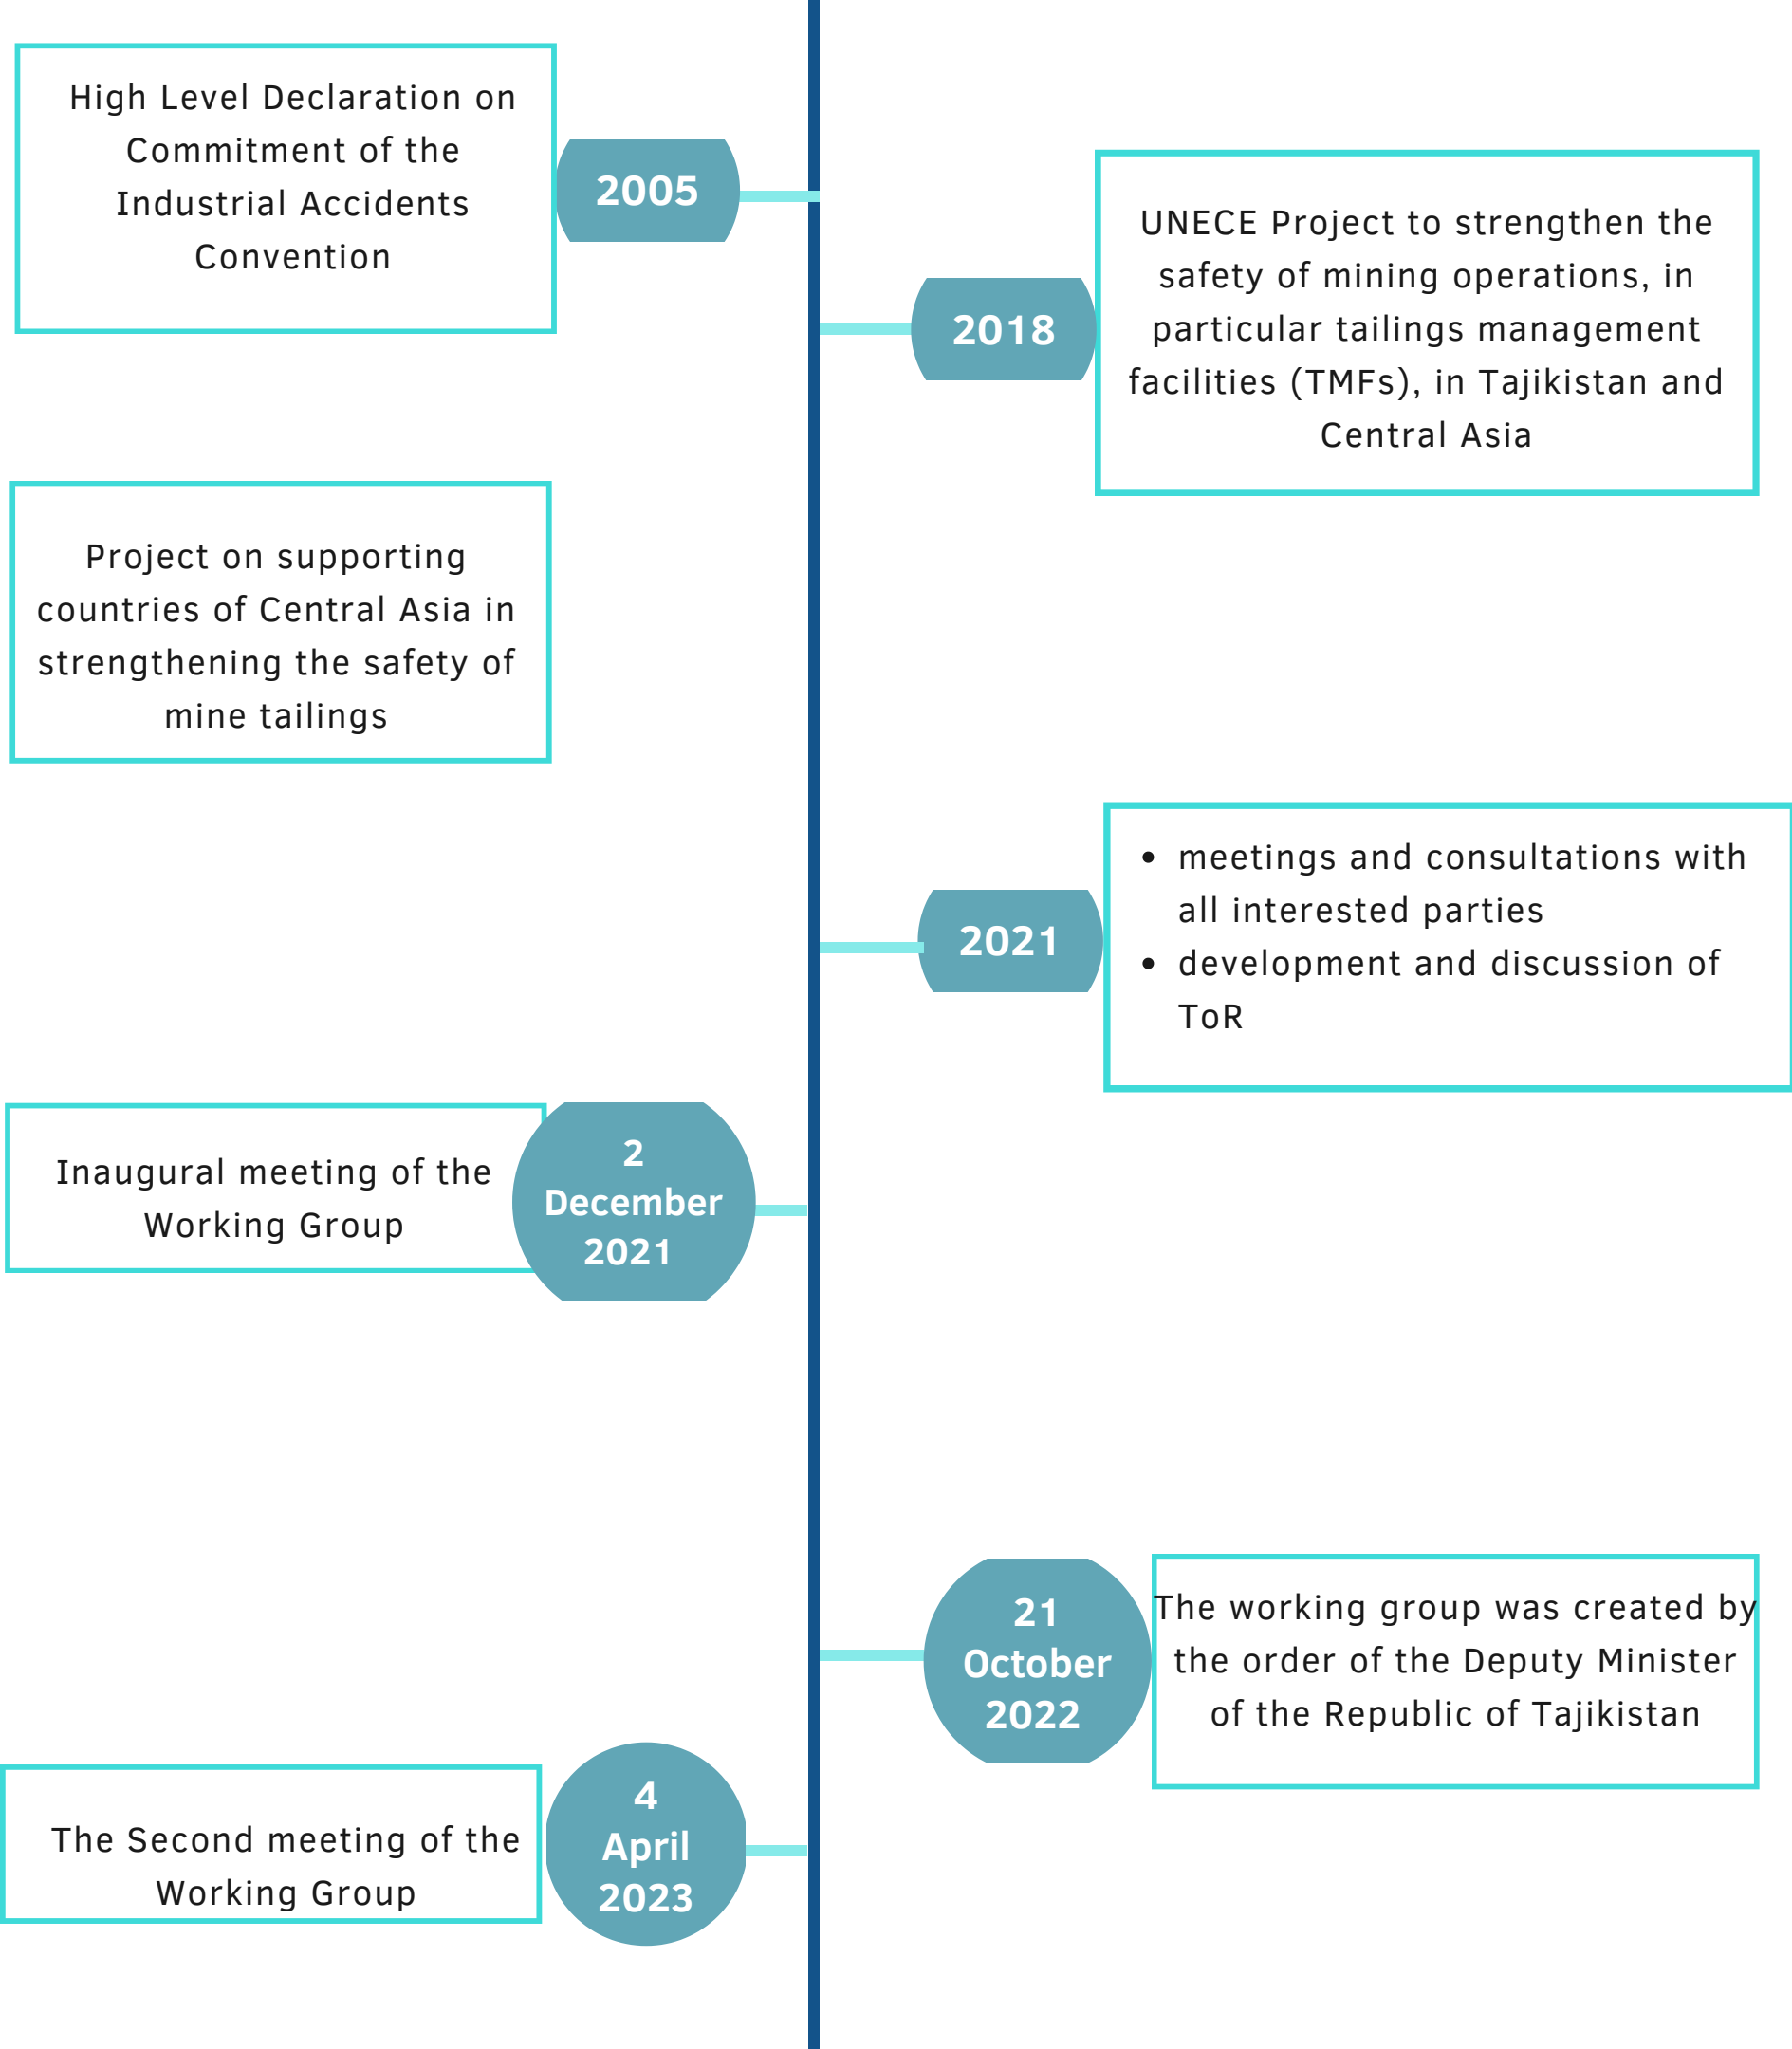 High Level Declaration on
Commitment of the
Industrial Accidents
Convention
2005
2018
UNECE Project to strengthen the
safety of mining operations, in
particular tailings management
facilities (TMFs), in Tajikistan and
Central Asia
Project on supporting
countries of Central Asia in
strengthening the safety of
mine tailings
2021
• meetings and consultations with
all interested parties
• development and discussion of
ToR
Inaugural meeting of the
Working Group
2
December
2021
21
October
2022
The working group was created by
the order of the Deputy Minister
of the Republic of Tajikistan
The Second meeting of the
Working Group
4
April
2023